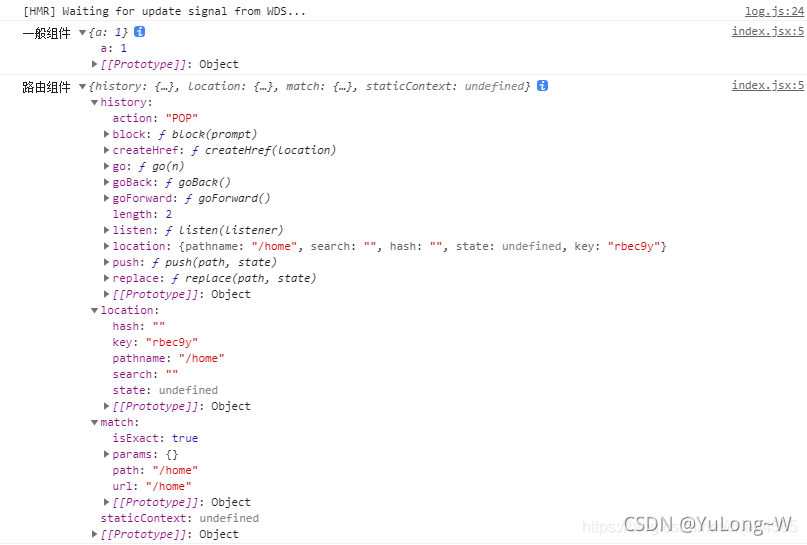 [HMR] Waiting for update signal from WDS... log.js:24
一般组件 ▼{a: 1} i index.jsx:5
a: 1
▶[[Prototype]]: Object
路由组件 ▼{history: {…}, location: {…}, match: {…}, staticContext: undefined} i index.jsx:5
▼history:
action: "POP"
▶block: ƒ block(prompt)
▶createHref: ƒ createHref(location)
▶go: ƒ go(n)
▶goBack: ƒ goBack()
▶goForward: ƒ goForward()
length: 2
▶listen: ƒ listen(listener)
▶location: {pathname: "/home", search: "", hash: "", state: undefined, key: "rbec9y"}
▶push: ƒ push(path, state)
▶replace: ƒ replace(path, state)
▶[[Prototype]]: Object
▼location:
hash: ""
key: "rbec9y"
pathname: "/home"
search: ""
state: undefined
▶[[Prototype]]: Object
▼match:
isExact: true
▶params: {}
path: "/home"
url: "/home"
▶[[Prototype]]: Object
staticContext: undefined
▶[[Prototype]]: Object
CSDN @YuLong~W